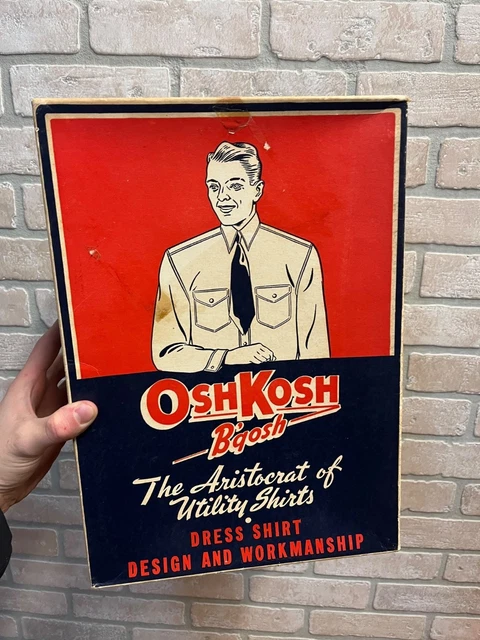 OSHKOSH
B'gosh
The Aristocrat of
Utility Shirts
DRESS SHIRT
DESIGN AND WORKMANSHIP